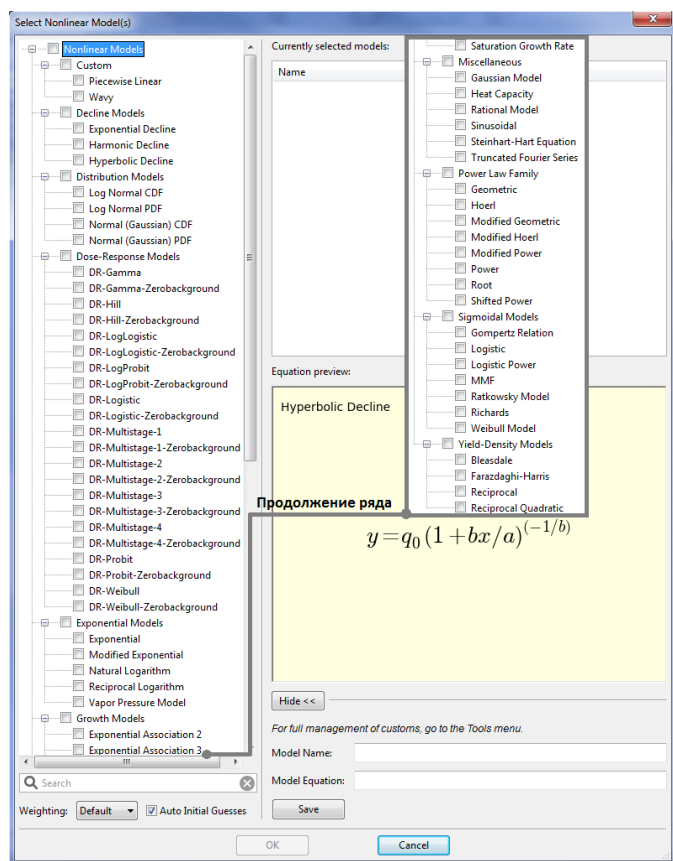 Select Nonlinear Model(s)
Nonlinear Models
Custom
Piecewise Linear
Wavy
Decline Models
Exponential Decline
Harmonic Decline
Hyperbolic Decline
Distribution Models
Log Normal CDF
Log Normal PDF
Normal (Gaussian) CDF
Normal (Gaussian) PDF
Dose-Response Models
DR-Gamma
DR-Gamma-Zerobackground
DR-Hill
DR-Hill-Zerobackground
DR-LogLogistic
DR-LogLogistic-Zerobackground
DR-LogProbit
DR-LogProbit-Zerobackground
DR-Logistic
DR-Logistic-Zerobackground
DR-Multistage-1
DR-Multistage-1-Zerobackground
DR-Multistage-2
DR-Multistage-2-Zerobackground
DR-Multistage-3
DR-Multistage-3-Zerobackground
DR-Multistage-4
DR-Multistage-4-Zerobackground
DR-Probit
DR-Probit-Zerobackground
DR-Weibull
DR-Weibull-Zerobackground
Exponential Models
Exponential
Modified Exponential
Natural Logarithm
Reciprocal Logarithm
Vapor Pressure Model
Growth Models
Exponential Association 2
Exponential Association 3
Search
Weighting: Default Auto Initial Guesses
Currently selected models:
Name
Saturation Growth Rate
Miscellaneous
Gaussian Model
Heat Capacity
Rational Model
Sinusoidal
Steinhart-Hart Equation
Truncated Fourier Series
Power Law Family
Geometric
Hoerl
Modified Geometric
Modified Hoerl
Modified Power
Power
Root
Shifted Power
Sigmoidal Models
Gompertz Relation
Logistic
Logistic Power
MMF
Ratkowsky Model
Richards
Weibull Model
Yield-Density Models
Bleasdale
Farazdaghi-Harris
Reciprocal
Reciprocal Quadratic
Equation preview:
Hyperbolic Decline
Продолжение ряда
y=q₀(1+bx/a)^(−1/b)
Hide <<
For full management of customs, go to the Tools menu.
Model Name:
Model Equation:
Save
OK
Cancel